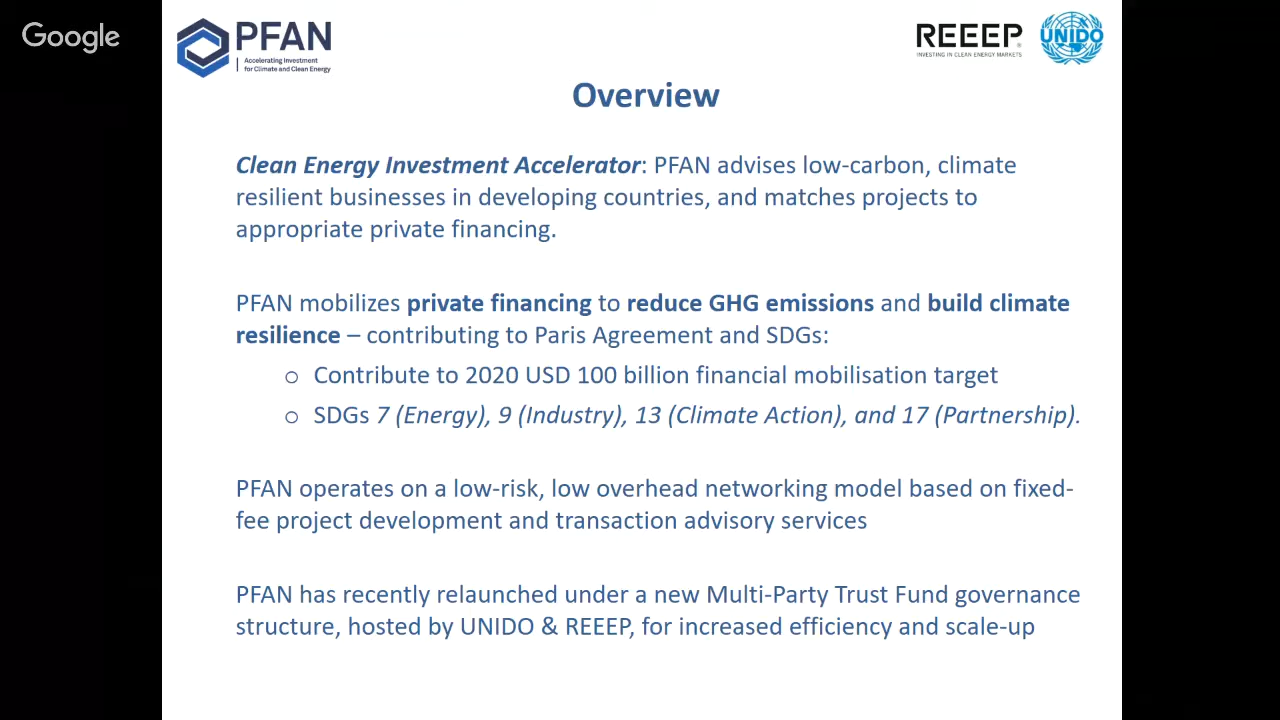 Google
PFAN
Accelerating Investment
for Climate and Clean Energy
REEEP
INVESTING IN CLEAN ENERGY MARKETS
UNIDO
Overview
Clean Energy Investment Accelerator: PFAN advises low-carbon, climate
resilient businesses in developing countries, and matches projects to
appropriate private financing.
PFAN mobilizes private financing to reduce GHG emissions and build climate
resilience – contributing to Paris Agreement and SDGs:
o Contribute to 2020 USD 100 billion financial mobilisation target
o SDGs 7 (Energy), 9 (Industry), 13 (Climate Action), and 17 (Partnership).
PFAN operates on a low-risk, low overhead networking model based on fixed-
fee project development and transaction advisory services
PFAN has recently relaunched under a new Multi-Party Trust Fund governance
structure, hosted by UNIDO & REEEP, for increased efficiency and scale-up